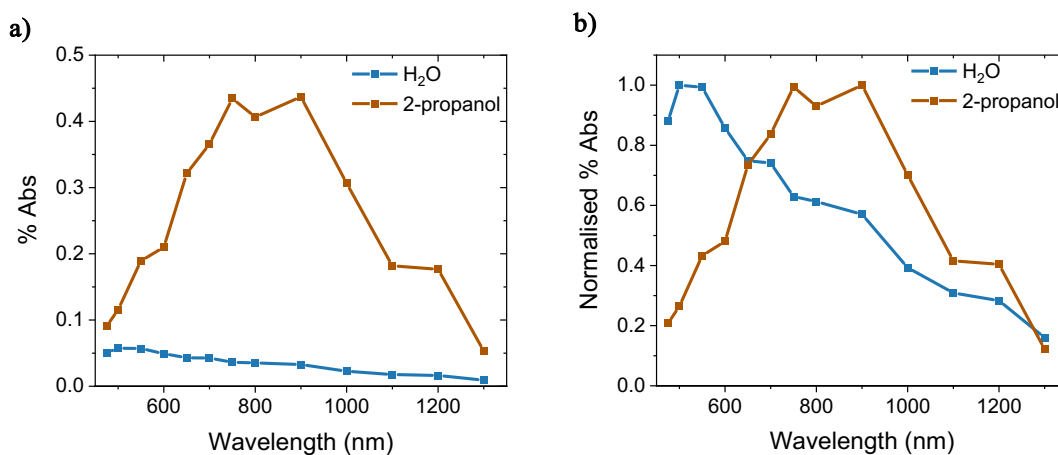 a)
0.5
0.4
0.3
0.2
0.1
0.0
% Abs
H₂O
2-propanol
600
800
1000
1200
Wavelength (nm)
b)
1.0
0.8
0.6
0.4
0.2
0.0
Normalised % Abs
H₂O
2-propanol
600
800
1000
1200
Wavelength (nm)